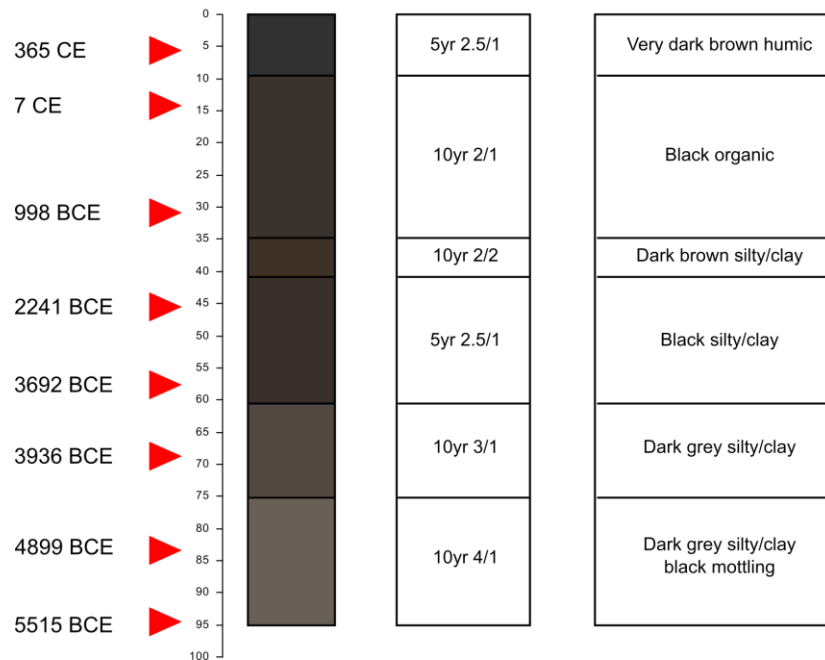 365 CE
7 CE
998 BCE
2241 BCE
3692 BCE
3936 BCE
4899 BCE
5515 BCE
0
5
10
15
20
25
30
35
40
45
50
55
60
65
70
75
80
85
90
95
100
5yr 2.5/1
10yr 2/1
10yr 2/2
5yr 2.5/1
10yr 3/1
10yr 4/1
Very dark brown humic
Black organic
Dark brown silty/clay
Black silty/clay
Dark grey silty/clay
Dark grey silty/clay
black mottling